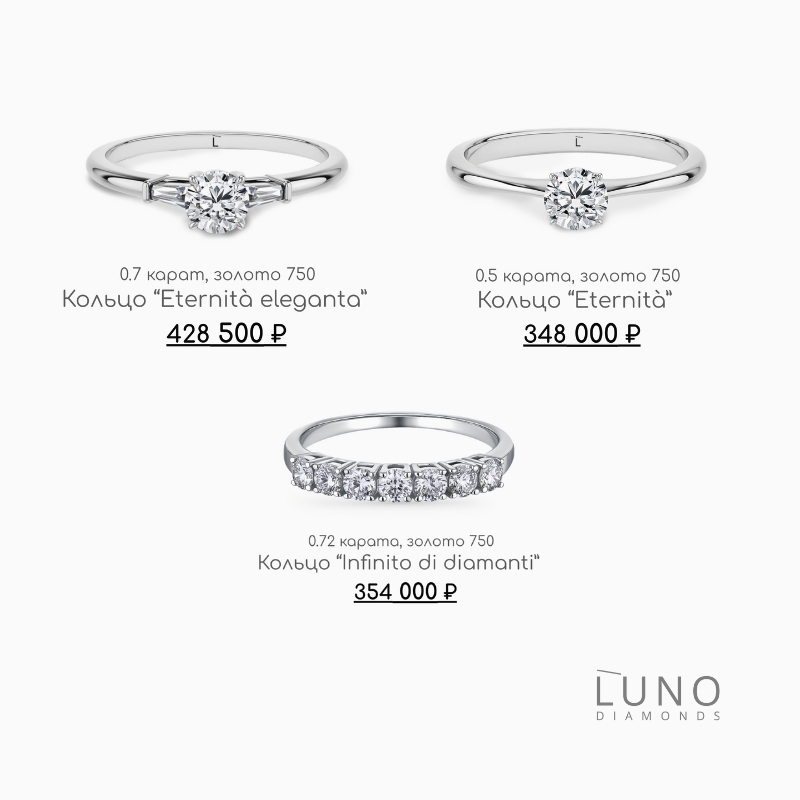 L
L
0.7 карат, золото 750
Кольцо “Eternità eleganta”
428 500 ₽
0.5 карата, золото 750
Кольцо “Eternità”
348 000 ₽
0.72 карата, золото 750
Кольцо “Infinito di diamanti”
354 000 ₽
LUNO
DIAMONDS